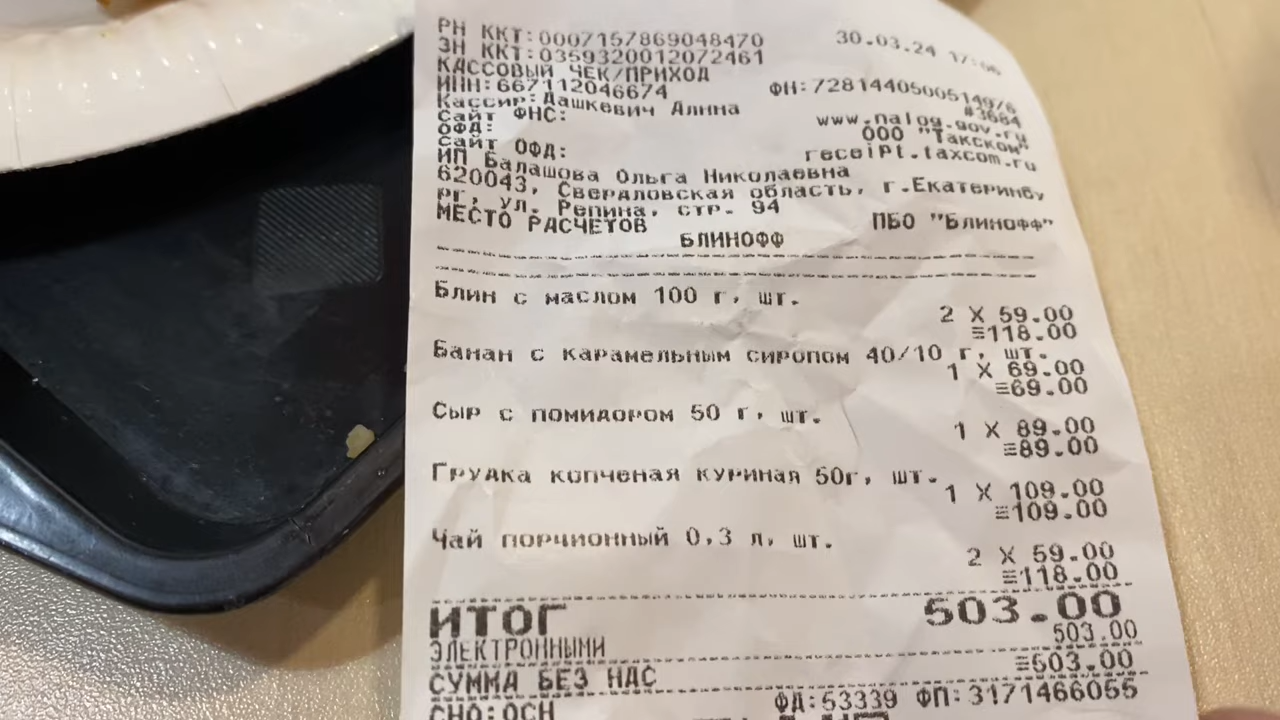 РН ККТ:0007157869048470 30.03.24 17:06
ЗН ККТ:0359320012072461
КАССОВЫЙ ЧЕК/ПРИХОД
ИНН:667112046674 ФН:7281440500514976
Кассир:Дашкевич Алина #3684
Сайт ФНС: www.nalog.gov.ru
ОФД: ООО "Такском"
Сайт ОФД: receipt.taxcom.ru
ИП Балашова Ольга Николаевна
620043, Свердловская область, г.Екатеринбу
рг, ул. Репина, стр. 94
МЕСТО РАСЧЕТОВ ПБО "Блинофф"
БЛИНОФФ
Блин с маслом 100 г, шт.
2 X 59.00
≡118.00
Банан с карамельным сиропом 40/10 г, шт.
1 X 69.00
≡69.00
Сыр с помидором 50 г, шт.
1 X 89.00
≡89.00
Грудка копченая куриная 50г, шт.
1 X 109.00
≡109.00
Чай порционный 0,3 л, шт.
2 X 59.00
≡118.00
ИТОГ 503.00
ЭЛЕКТРОННЫМИ 503.00
СУММА БЕЗ НДС ≡503.00
СНО:ОСН ФД:53339 ФП:3171466055